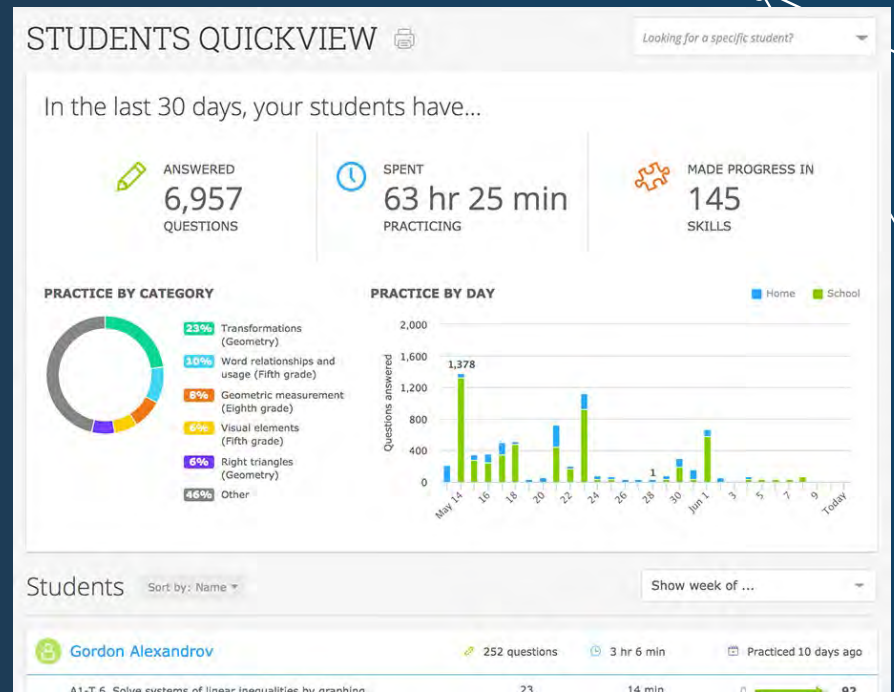 STUDENTS QUICKVIEW
Looking for a specific student?
In the last 30 days, your students have...
ANSWERED
6,957
QUESTIONS
SPENT
63 hr 25 min
PRACTICING
MADE PROGRESS IN
145
SKILLS
PRACTICE BY CATEGORY
23% Transformations
(Geometry)
10% Word relationships and
usage (Fifth grade)
8% Geometric measurement
(Eighth grade)
6% Visual elements
(Fifth grade)
6% Right triangles
(Geometry)
46% Other
PRACTICE BY DAY
Home School
Questions answered
2,000
1,600
1,200
800
400
0
1,378
1
May 14 16 18 20 22 24 26 28 30 Jun 1 3 5 7 9 Today
Students Sort by: Name
Show week of ...
Gordon Alexandrov 252 questions 3 hr 6 min Practiced 10 days ago
A1-T.6 Solve systems of linear inequalities by graphing 23 14 min 0 92